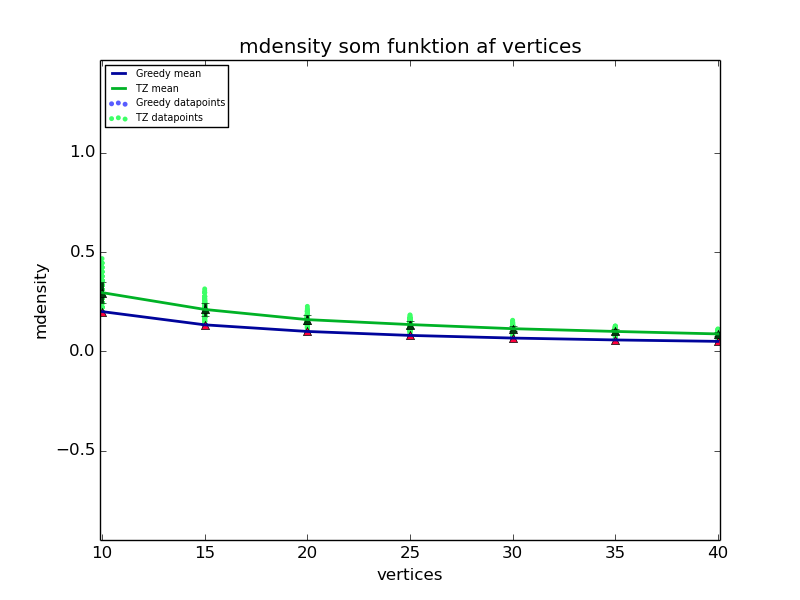 mdensity som funktion af vertices
Greedy mean
TZ mean
Greedy datapoints
TZ datapoints
1.0
0.5
0.0
−0.5
mdensity
10 15 20 25 30 35 40
vertices